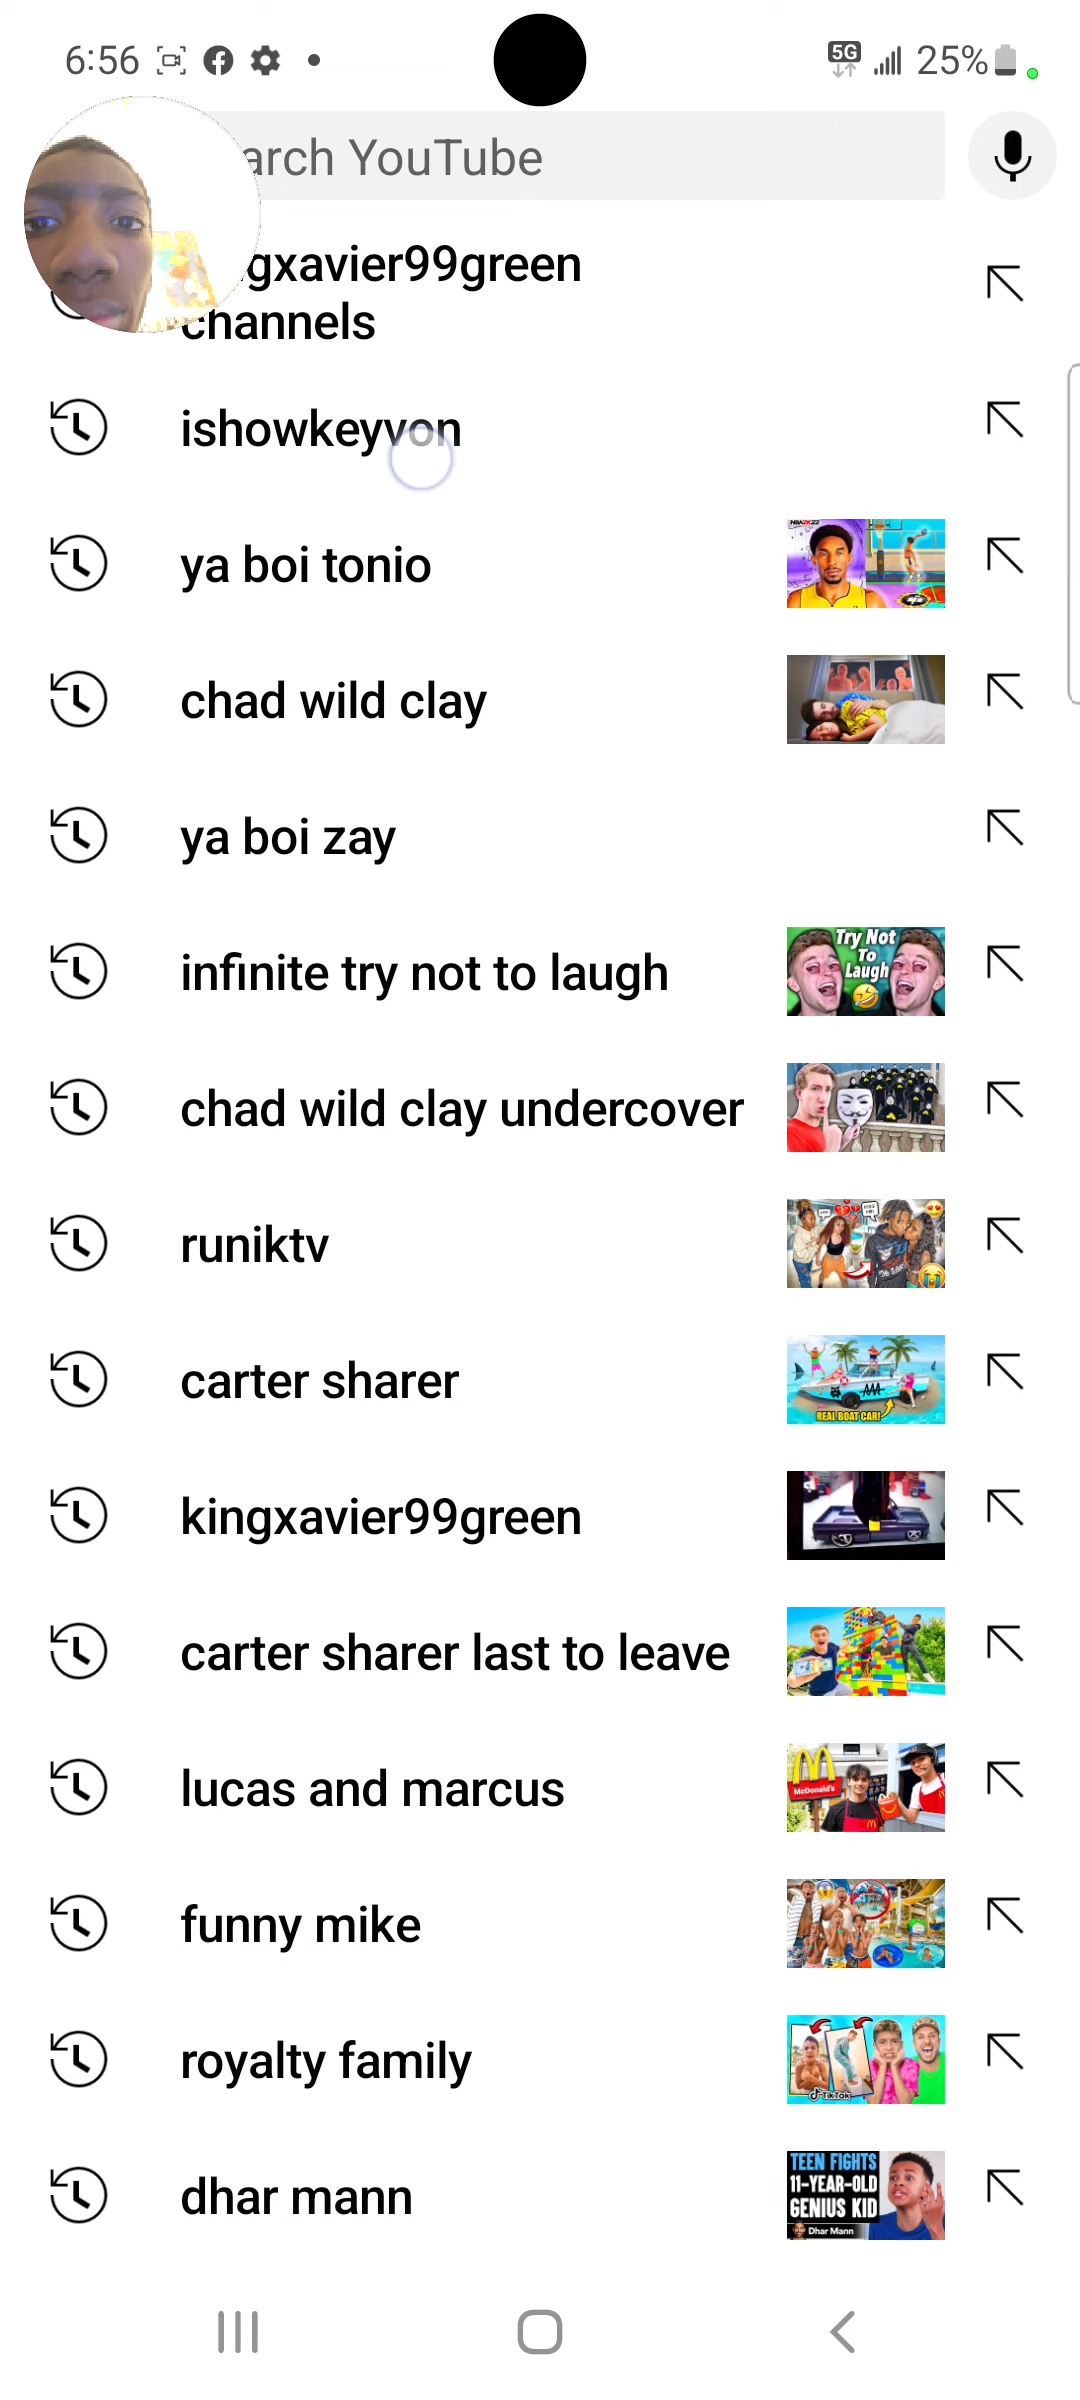 6:56
5G
25%
arch YouTube
gxavier99green
channels
ishowkeyvon
ya boi tonio
NBA2K22
chad wild clay
ya boi zay
infinite try not to laugh
Try Not
To
Laugh
chad wild clay undercover
runiktv
carter sharer
REAL BOAT CAR!
kingxavier99green
carter sharer last to leave
lucas and marcus
McDonald's
funny mike
royalty family
TikTok
dhar mann
TEEN FIGHTS
11-YEAR-OLD
GENIUS KID
Dhar Mann